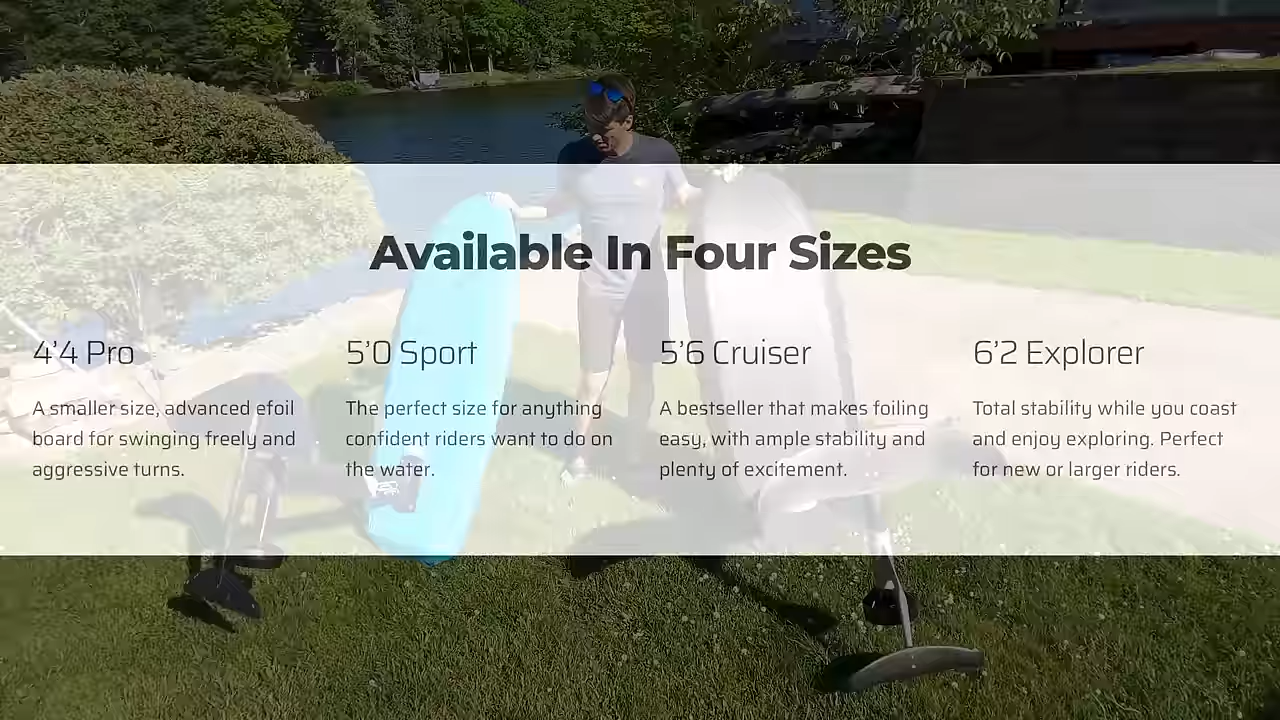 Available In Four Sizes
4’4 Pro
A smaller size, advanced efoil
board for swinging freely and
aggressive turns.
5’0 Sport
The perfect size for anything
confident riders want to do on
the water.
5’6 Cruiser
A bestseller that makes foiling
easy, with ample stability and
plenty of excitement.
6’2 Explorer
Total stability while you coast
and enjoy exploring. Perfect
for new or larger riders.